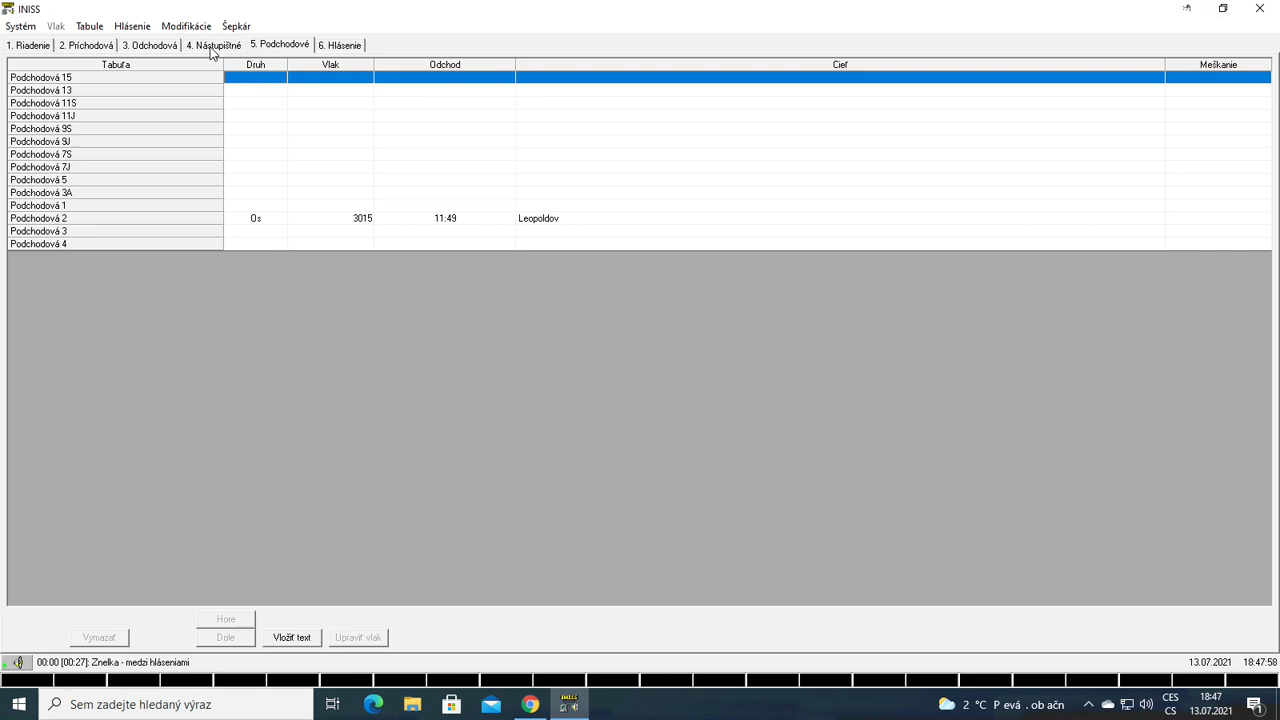 INISS
Systém Vlak Tabule Hlásenie Modifikácie Šepkár
1. Riadenie 2. Príchodová 3. Odchodová 4. Nástupištné 5. Podchodové 6. Hlásenie
Tabuľa Druh Vlak Odchod Cieľ Meškanie
Podchodová 15
Podchodová 13
Podchodová 11S
Podchodová 11J
Podchodová 9S
Podchodová 9J
Podchodová 7S
Podchodová 7J
Podchodová 5
Podchodová 3A
Podchodová 1
Podchodová 2 Os 3015 11:49 Leopoldov
Podchodová 3
Podchodová 4
Hore
Vymazať Dole Vložiť text Upraviť vlak
00:00 [00:27] Znelka - medzi hláseniami 13.07.2021 18:47:58
Sem zadejte hledaný výraz
2 °C P evá . ob ačn
CES
CS
18:47
13.07.2021
1